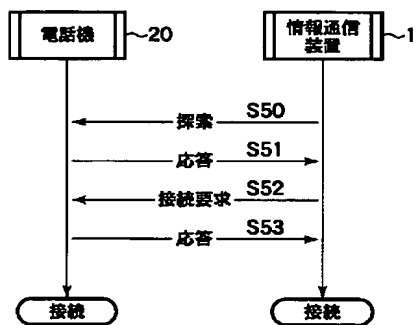 電話機 20
情報通信装置 1
探索 S50
応答 S51
接続要求 S52
応答 S53
接続
接続